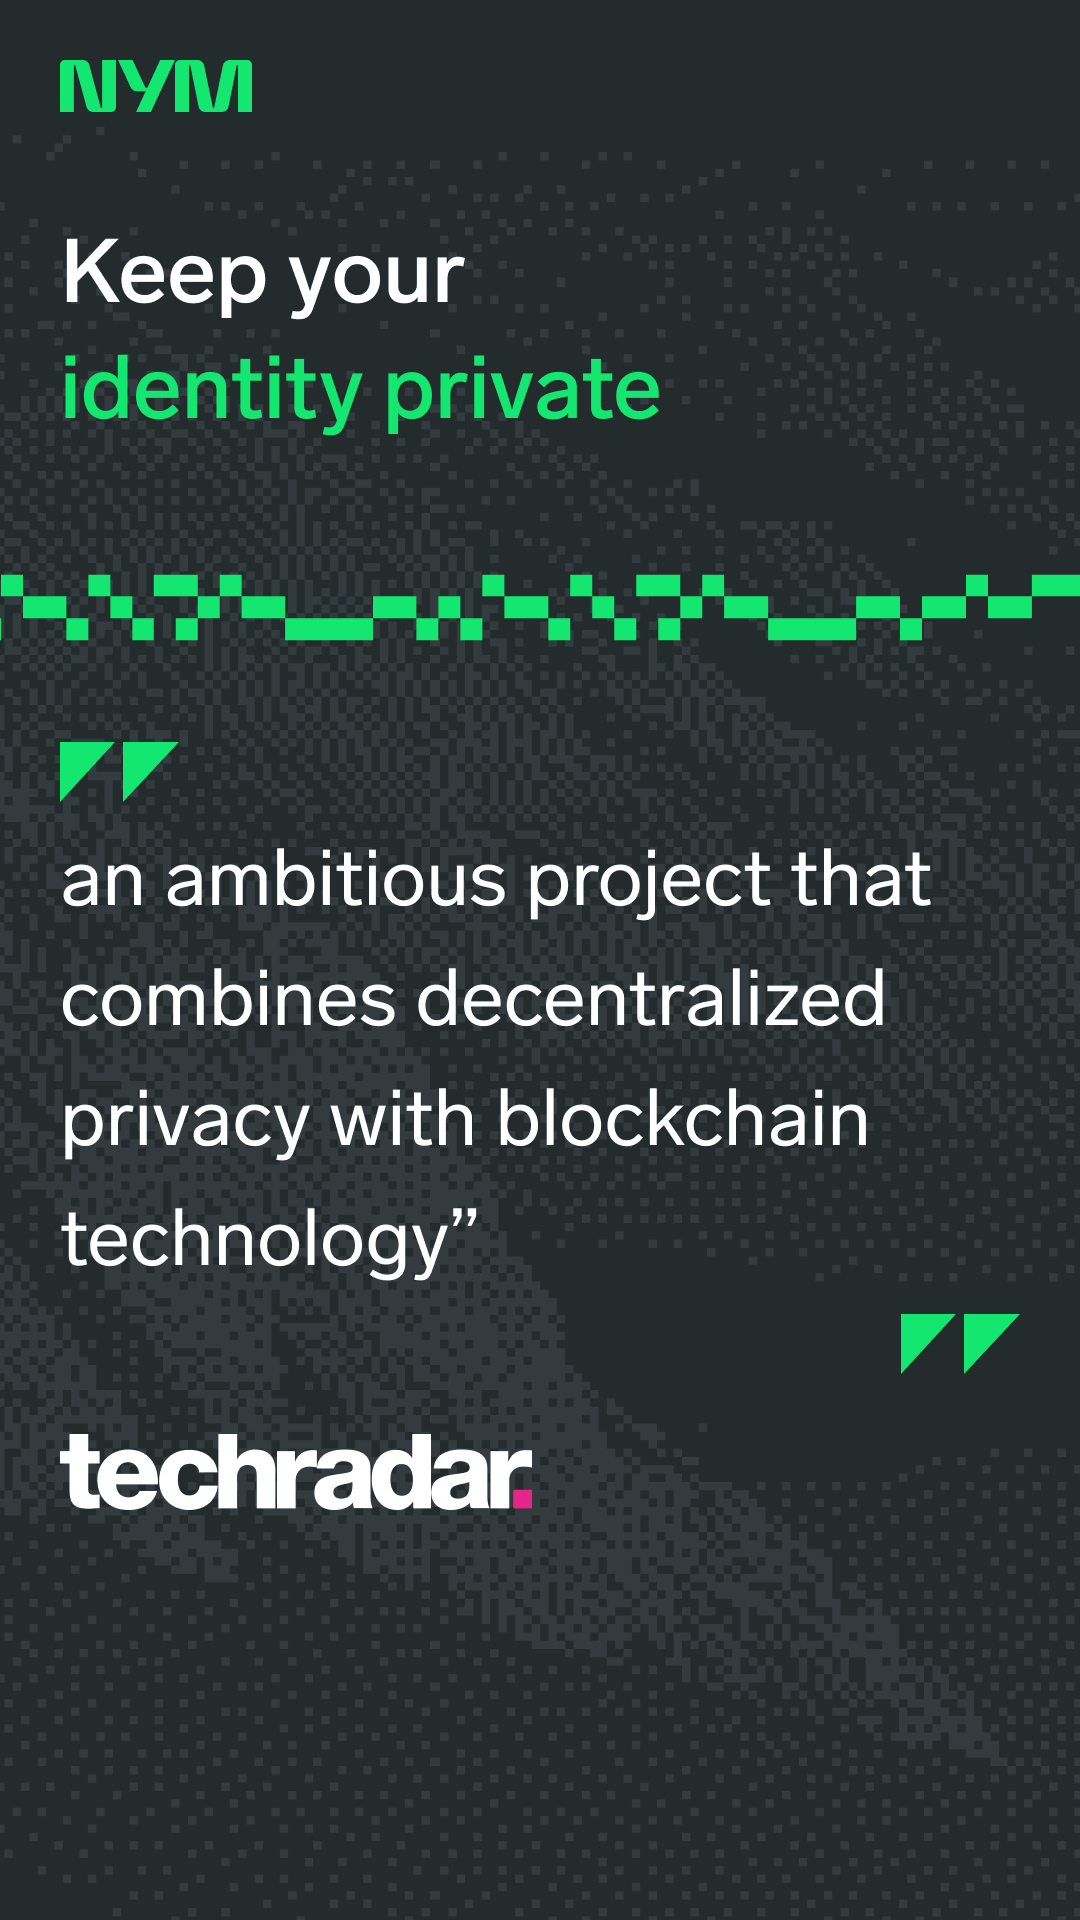 NYM
Keep your
identity private
an ambitious project that
combines decentralized
privacy with blockchain
technology”
techradar.